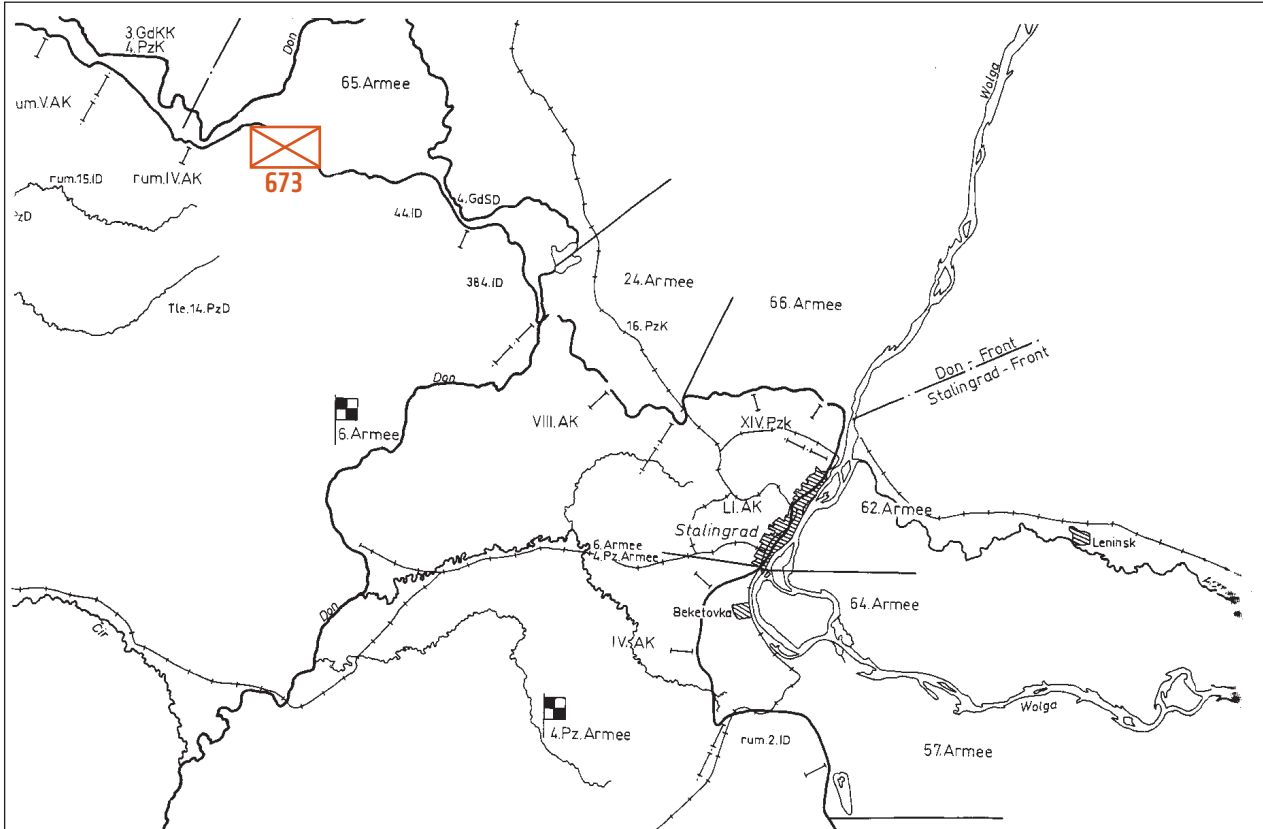 3.GdKK
4.PzK
Don
65.Armee
Wolga
um.V.AK
rum.15.ID
rum.IV.AK
673
PzD
44.ID
4.GdSD
Tle.14.PzD
384.ID
24.Armee
66.Armee
16.PzK
Don
Don - Front
Stalingrad - Front
6.Armee
VIII.AK
XIV.Pzk
LI.AK
Stalingrad
62.Armee
Leninsk
6.Armee
4.Pz.Armee
Don
Čir
64.Armee
Beketovka
IV.AK
Wolga
4.Pz.Armee
rum.2.ID
57.Armee